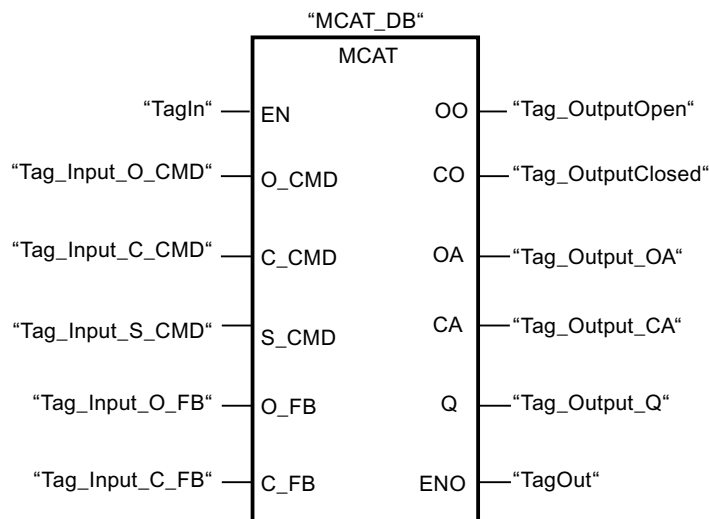 “MCAT_DB“
MCAT
“TagIn“ EN OO “Tag_OutputOpen“
“Tag_Input_O_CMD“ O_CMD CO “Tag_OutputClosed“
“Tag_Input_C_CMD“ C_CMD OA “Tag_Output_OA“
“Tag_Input_S_CMD“ S_CMD CA “Tag_Output_CA“
“Tag_Input_O_FB“ O_FB Q “Tag_Output_Q“
“Tag_Input_C_FB“ C_FB ENO “TagOut“